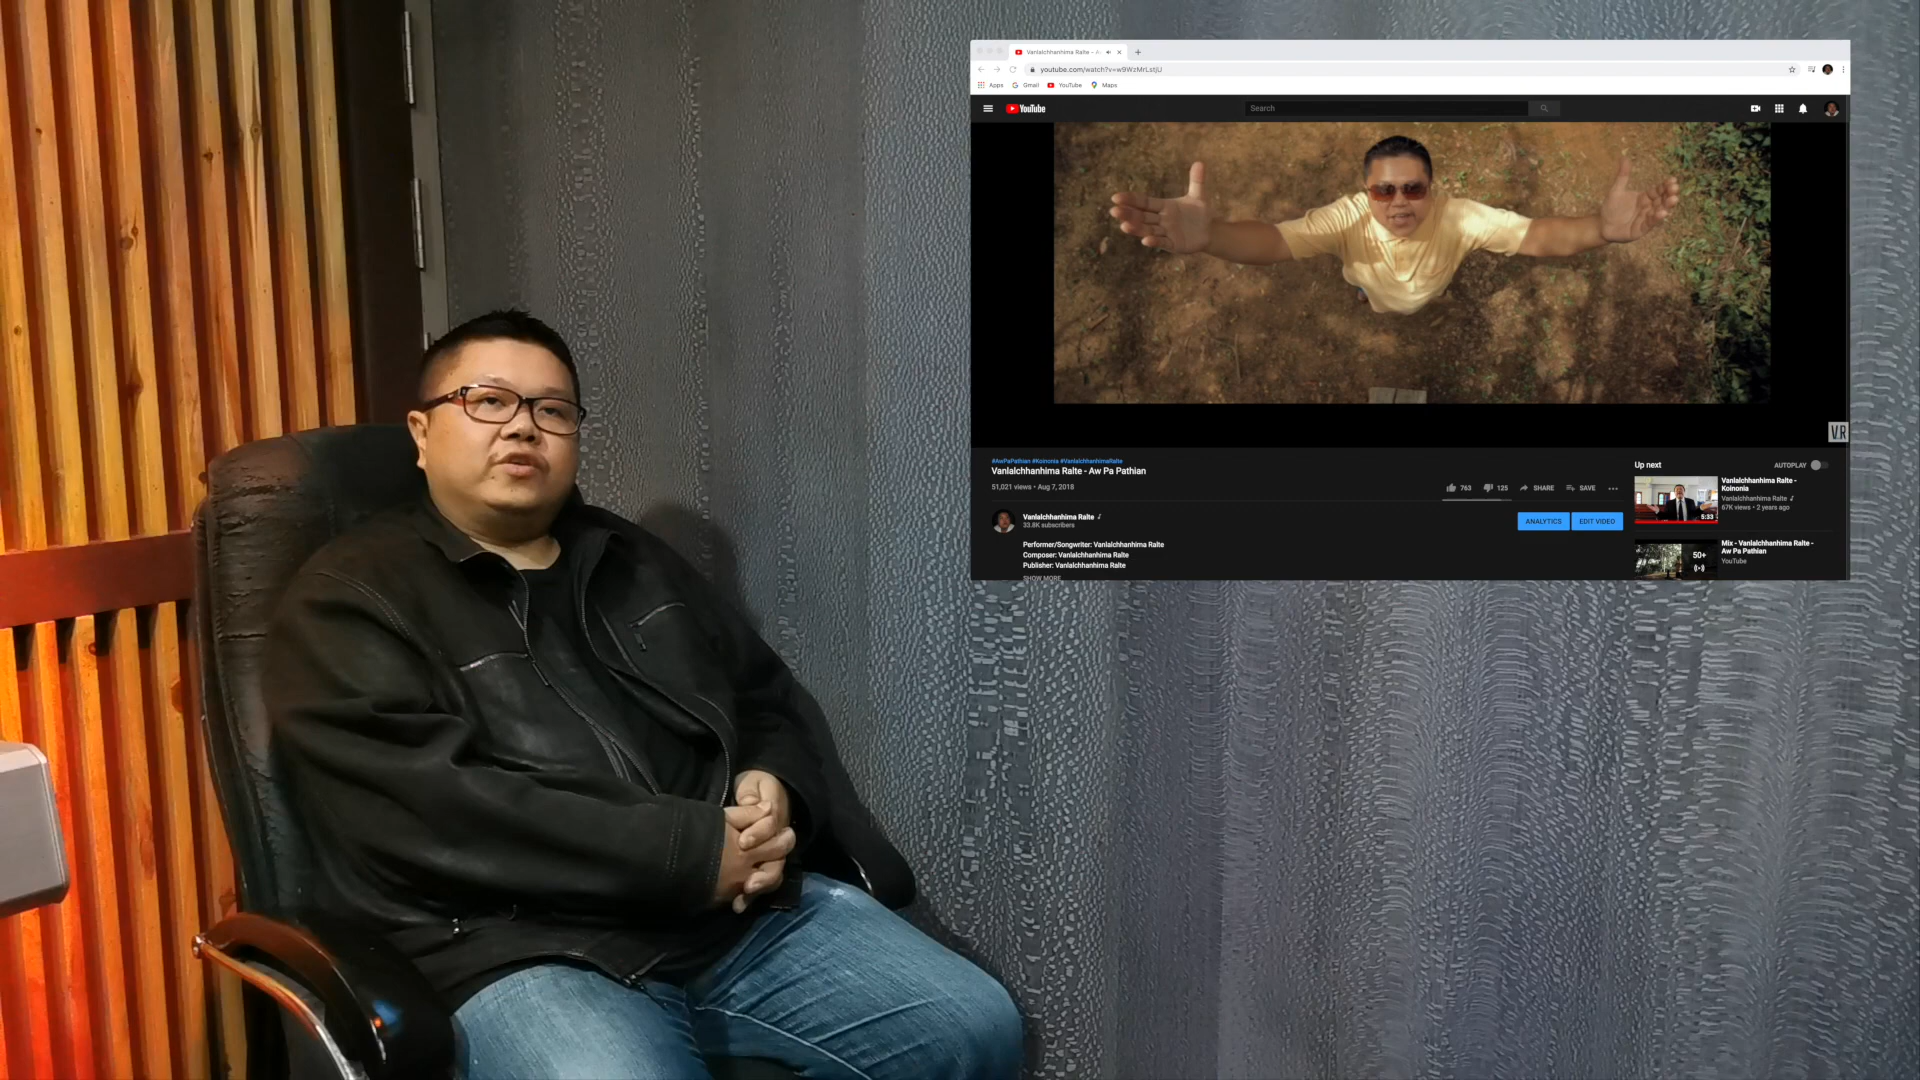 Vanlalchhanhima Ralte - A
youtube.com/watch?v=w9WzMrLstjU
Apps Gmail YouTube Maps
YouTube
Search
VR
#AwPaPathian #Koinonia #VanlalchhanhimaRalte
Vanlalchhanhima Ralte - Aw Pa Pathian
51,021 views • Aug 7, 2018
763 125 SHARE SAVE
Vanlalchhanhima Ralte
33.8K subscribers
ANALYTICS EDIT VIDEO
Performer/Songwriter: Vanlalchhanhima Ralte
Composer: Vanlalchhanhima Ralte
Publisher: Vanlalchhanhima Ralte
SHOW MORE
Up next
AUTOPLAY
5:33
Vanlalchhanhima Ralte -
Koinonia
Vanlalchhanhima Ralte
67K views • 2 years ago
50+
Mix - Vanlalchhanhima Ralte -
Aw Pa Pathian
YouTube